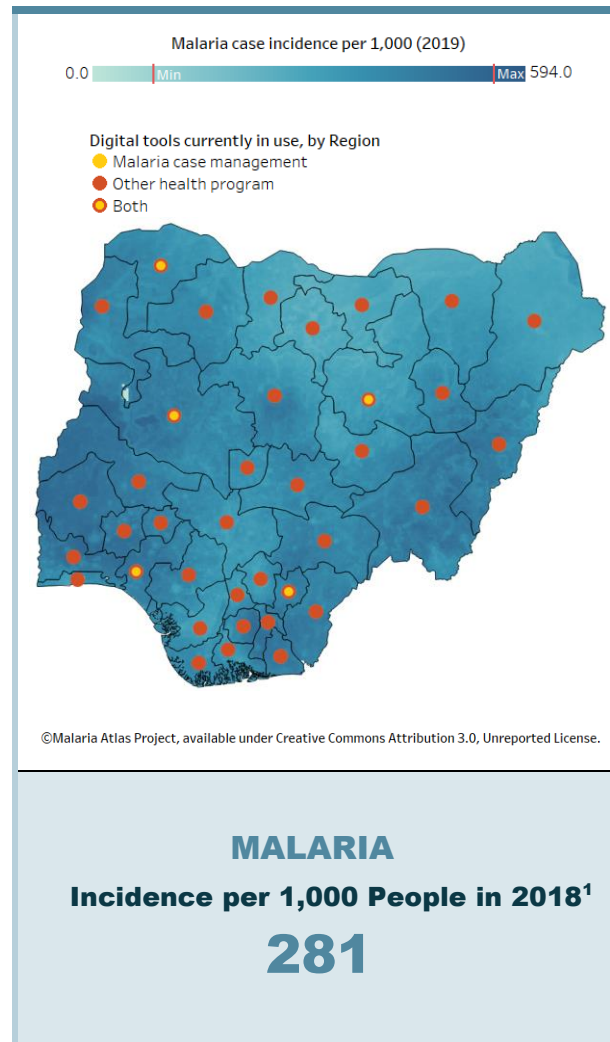 Malaria case incidence per 1,000 (2019)
0.0 Min Max 594.0
Digital tools currently in use, by Region
Malaria case management
Other health program
Both
©Malaria Atlas Project, available under Creative Commons Attribution 3.0, Unreported License.
MALARIA
Incidence per 1,000 People in 2018¹
281